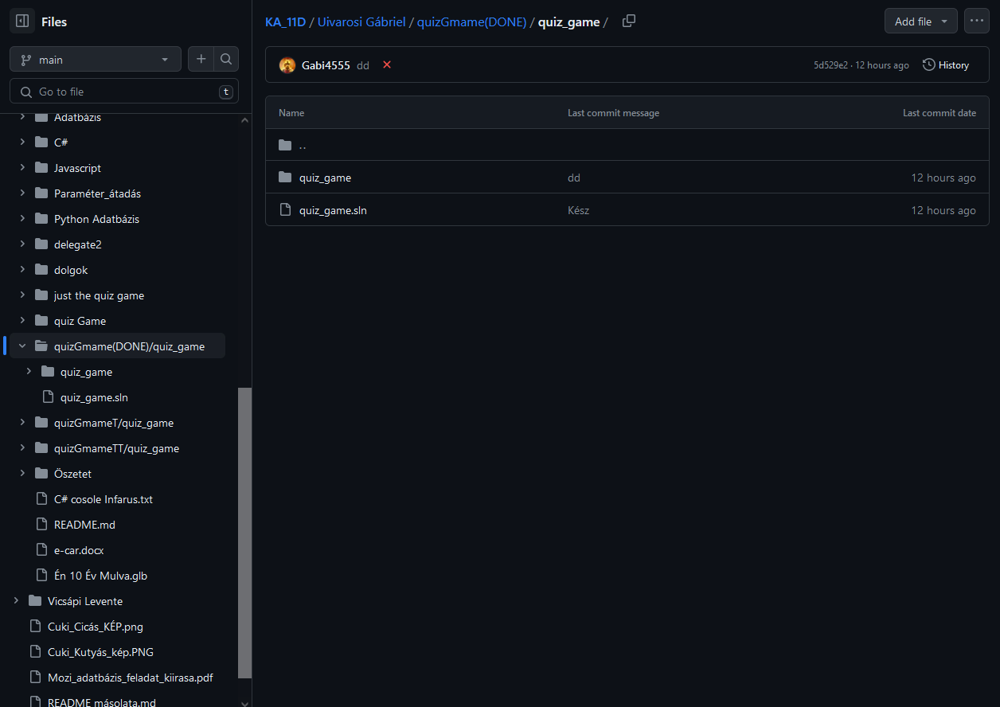 Files
main
Go to file
t
Adatbázis
C#
Javascript
Paraméter_átadás
Python Adatbázis
delegate2
dolgok
just the quiz game
quiz Game
quizGmame(DONE)/quiz_game
quiz_game
quiz_game.sln
quizGmameT/quiz_game
quizGmameTT/quiz_game
Öszetet
C# cosole Infarus.txt
README.md
e-car.docx
Én 10 Év Mulva.glb
Vicsápi Levente
Cuki_Cicás_KÉP.png
Cuki_Kutyás_kép.PNG
Mozi_adatbázis_feladat_kiirasa.pdf
README másolata.md
KA_11D / Uivarosi Gábriel / quizGmame(DONE) / quiz_game /
Add file
Gabi4555 dd
5d529e2 · 12 hours ago
History
Name Last commit message Last commit date
..
quiz_game dd 12 hours ago
quiz_game.sln Kész 12 hours ago